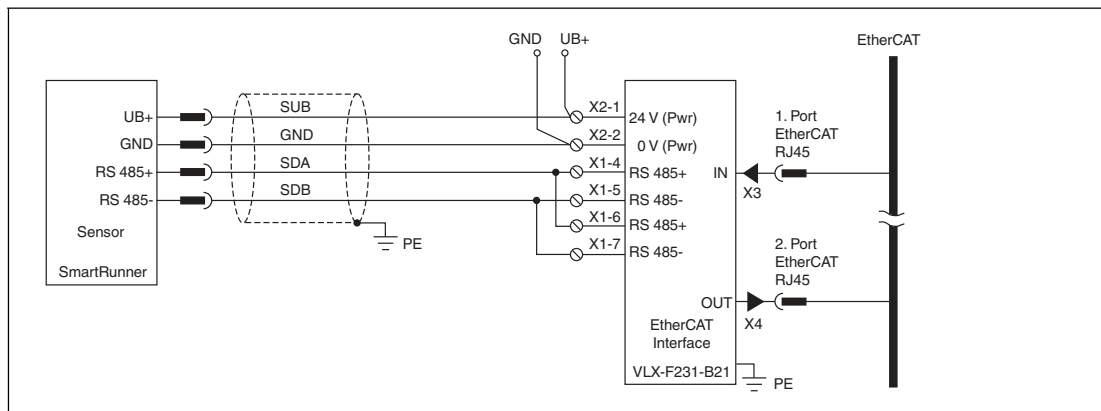 GND UB+
EtherCAT
UB+
GND
RS 485+
RS 485-
Sensor
SmartRunner
SUB
GND
SDA
SDB
PE
X2-1
X2-2
X1-4
X1-5
X1-6
X1-7
24 V (Pwr)
0 V (Pwr)
RS 485+
RS 485-
RS 485+
RS 485-
IN
OUT
EtherCAT
Interface
VLX-F231-B21
PE
1. Port
EtherCAT
RJ45
X3
2. Port
EtherCAT
RJ45
X4